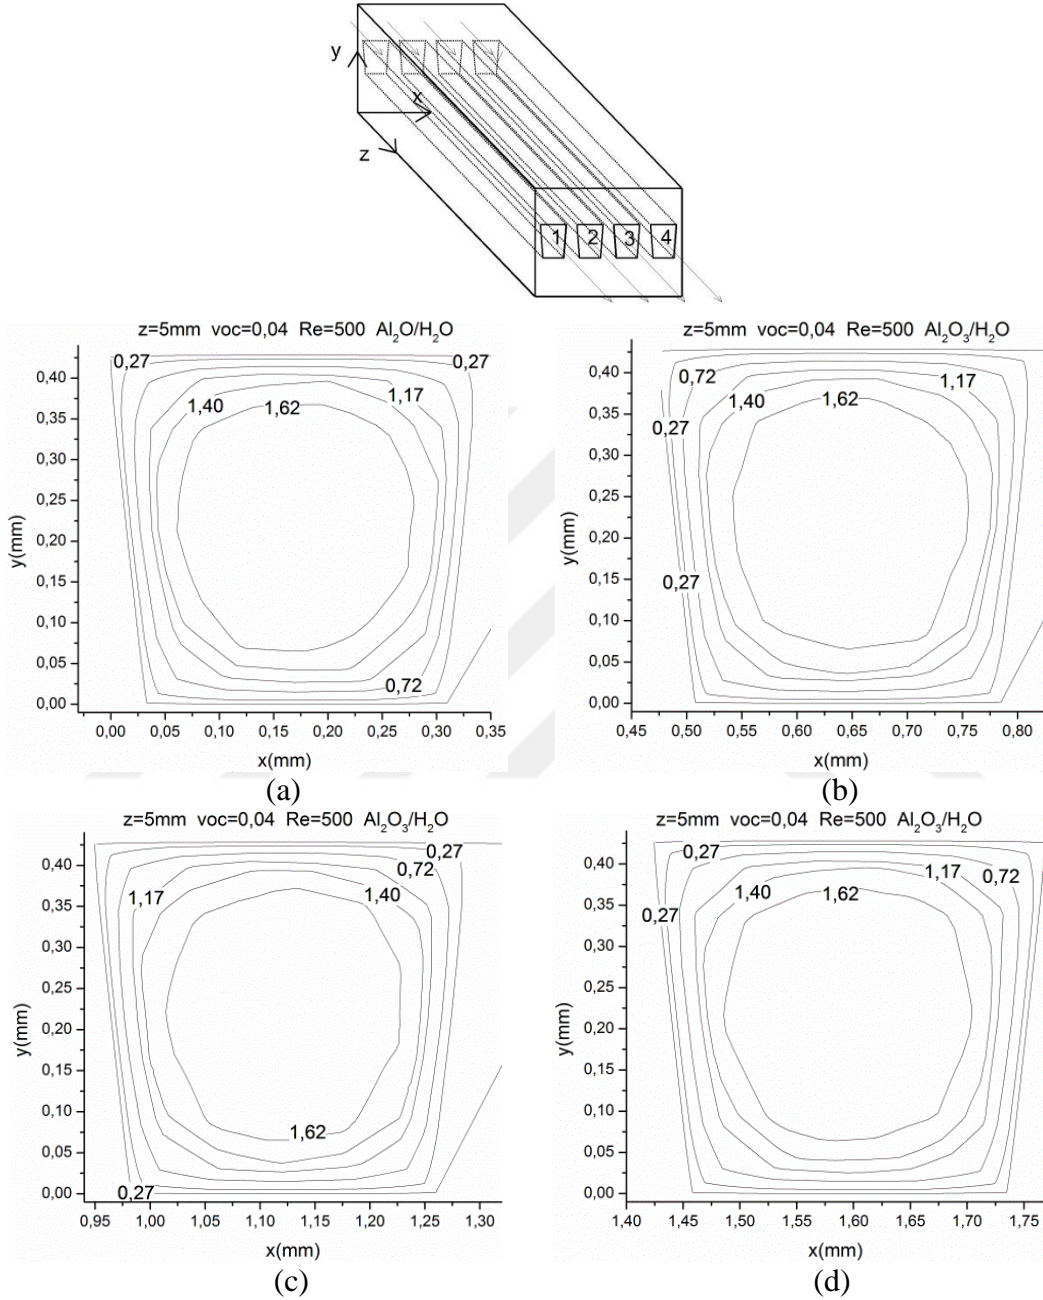 y
x
z
1 2 3 4
z=5mm voc=0,04 Re=500 Al2O/H2O
0,27 0,27
1,17
1,40
1,62
0,72
0,40
0,35
0,30
0,25
0,20
0,15
0,10
0,05
0,00
y(mm)
0,00 0,05 0,10 0,15 0,20 0,25 0,30 0,35
x(mm)
(a)
z=5mm voc=0,04 Re=500 Al2O3/H2O
0,72
1,17
1,40
1,62
0,27
0,27
0,40
0,35
0,30
0,25
0,20
0,15
0,10
0,05
0,00
y(mm)
0,45 0,50 0,55 0,60 0,65 0,70 0,75 0,80
x(mm)
(b)
z=5mm voc=0,04 Re=500 Al2O3/H2O
0,27
0,72
1,17
1,40
1,62
0,27
0,40
0,35
0,30
0,25
0,20
0,15
0,10
0,05
0,00
y(mm)
0,95 1,00 1,05 1,10 1,15 1,20 1,25 1,30
x(mm)
(c)
z=5mm voc=0,04 Re=500 Al2O3/H2O
0,27
1,17
0,72
1,40
1,62
0,27
0,40
0,35
0,30
0,25
0,20
0,15
0,10
0,05
0,00
y(mm)
1,40 1,45 1,50 1,55 1,60 1,65 1,70 1,75
x(mm)
(d)